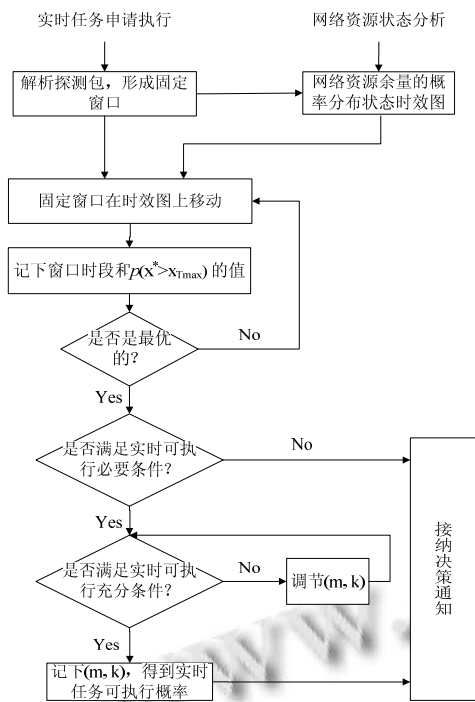 实时任务申请执行
网络资源状态分析
解析探测包，形成固定
窗口
网络资源余量的概
率分布状态时效图
固定窗口在时效图上移动
记下窗口时段和p(x*>xTmax) 的值
是否是最优
的？
No
Yes
是否满足实时可执
行必要条件？
No
Yes
是否满足实时可执
行充分条件？
No
调节(m, k)
Yes
记下(m, k)，得到实时
任务可执行概率
接纳决策通知
www.